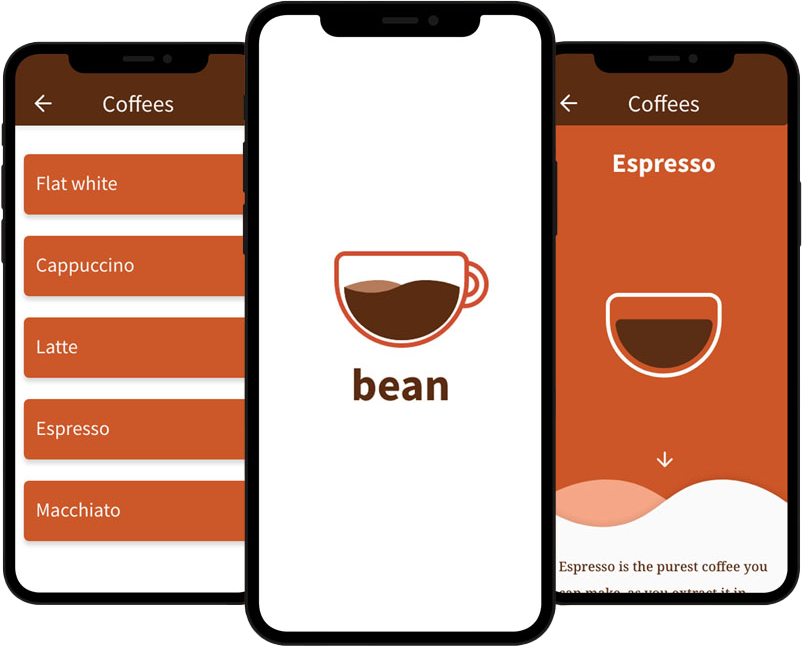 Coffees
Flat white
Cappuccino
Latte
Espresso
Macchiato
bean
Coffees
Espresso
Espresso is the purest coffee you
can make, as you extract it in